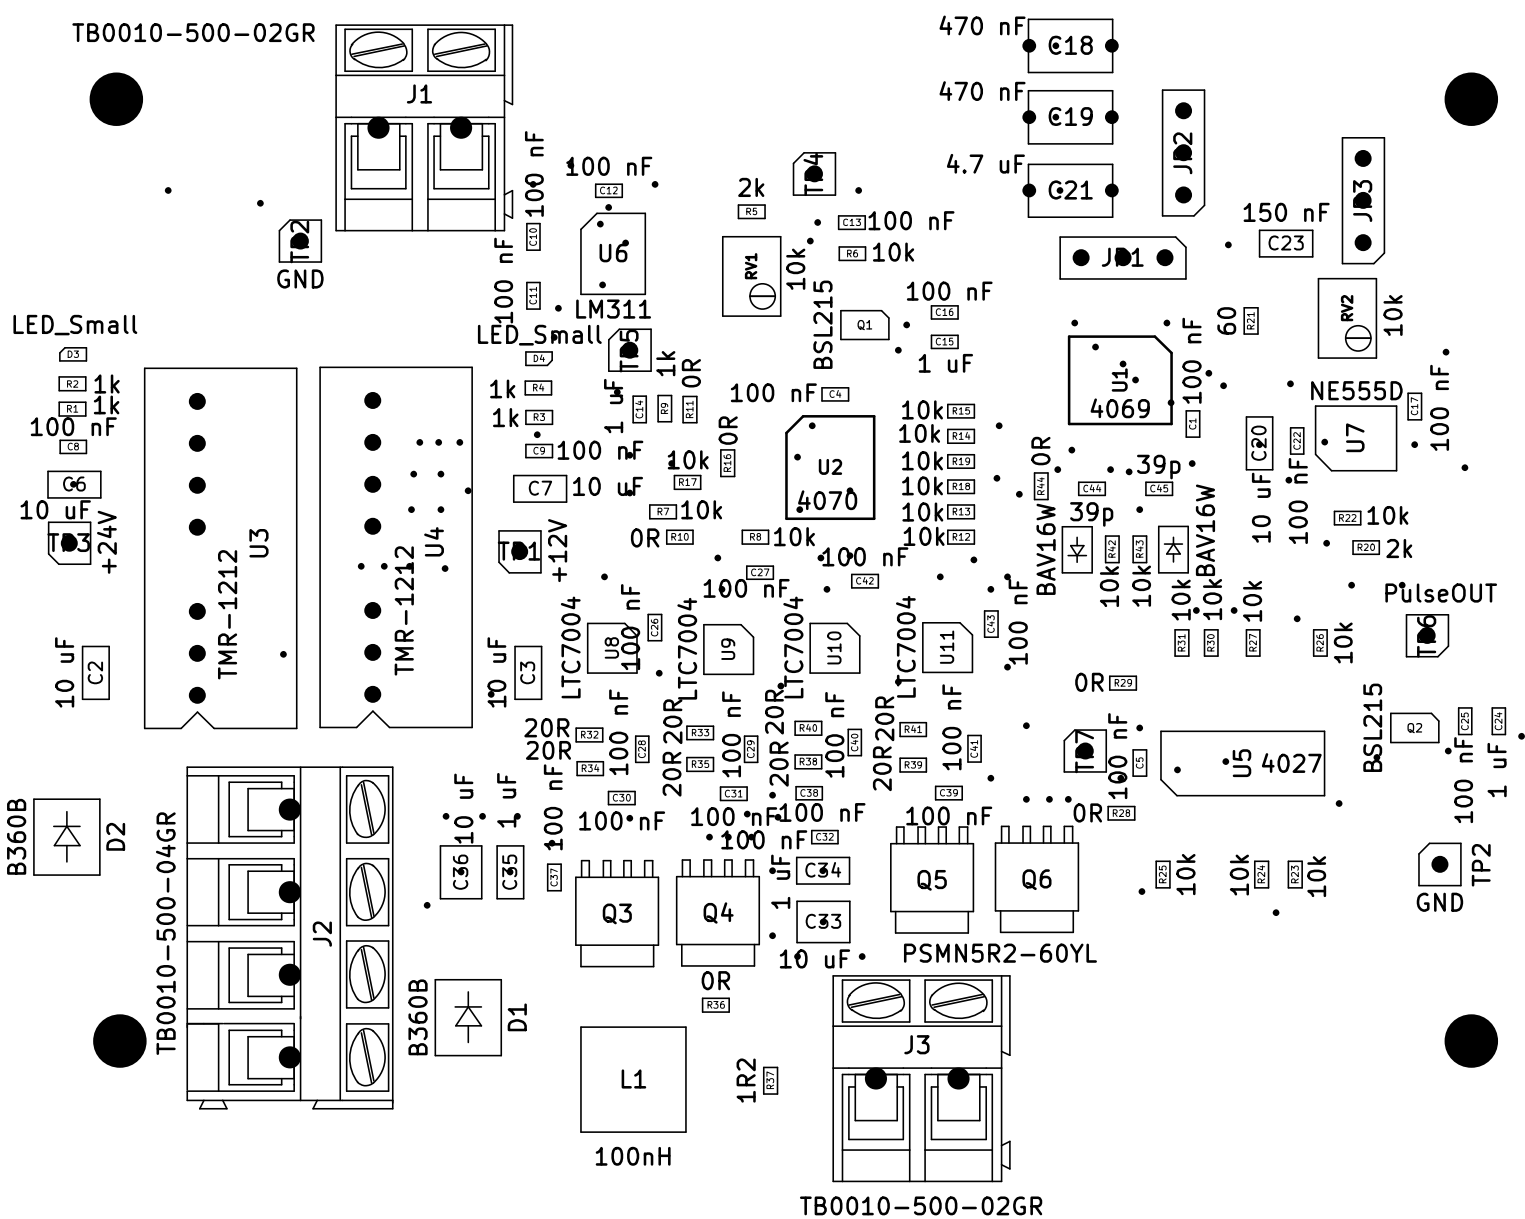 TB0010-500-02GR
J1
470 nF
C18
470 nF
C19
4.7 uF
C21
JP2
JP3
JP1
150 nF
C23
TP2
GND
100 nF
100 nF
C12
C10
100 nF
C11
U6
LM311
TP4
2k
R5
RV1
10k
C13
100 nF
R6
10k
BSL215
Q1
100 nF
C16
C15
1 uF
60
R21
RV2
10k
LED_Small
D3
R2
1k
R1
1k
100 nF
C8
C6
10 uF
TP3
+24V
U3
TMR-1212
U4
TMR-1212
LED_Small
D4
1k
R4
1k
R3
C9
100 nF
C7
10 uF
TP1
+12V
TP5
1k
0R
1 uF
C14
R9
R11
0R
R16
10k
R17
R7
10k
0R
R10
R8
10k
100 nF
C4
U2
4070
10k
R15
10k
R14
10k
R19
10k
R18
10k
R13
10k
R12
U1
4069
100 nF
C1
0R
R44
39p
C44
C45
39p
BAV16W
R42
R43
BAV16W
10k
10k
C20
10 uF
C22
100 nF
NE555D
U7
C17
100 nF
R22
10k
R20
2k
PulseOUT
TP6
10k
R31
10k
R30
10k
R27
R26
10k
C27
100 nF
100 nF
C42
C43
100 nF
10 uF
C2
10 uF
C3
LTC7004
U8
100 nF
C26
LTC7004
U9
LTC7004
U10
LTC7004
U11
0R
R29
20R
R32
20R
R34
100 nF
C28
20R
R33
20R
R35
100 nF
C29
20R
R40
20R
R38
100 nF
C40
20R
R41
20R
R39
100 nF
C41
C30
100 nF
C31
100 nF
C38
100 nF
C39
100 nF
TP7
100 nF
C5
U5
4027
0R
R28
BSL215
Q2
C25
C24
100 nF
1 uF
B360B
D2
TB0010-500-04GR
J2
10 uF
C36
1 uF
C35
100 nF
C37
Q3
Q4
100 nF
C32
1 uF
C34
C33
10 uF
Q5
Q6
PSMN5R2-60YL
R25
10k
10k
R24
R23
10k
TP2
GND
B360B
D1
0R
R36
L1
100nH
1R2
R37
J3
TB0010-500-02GR